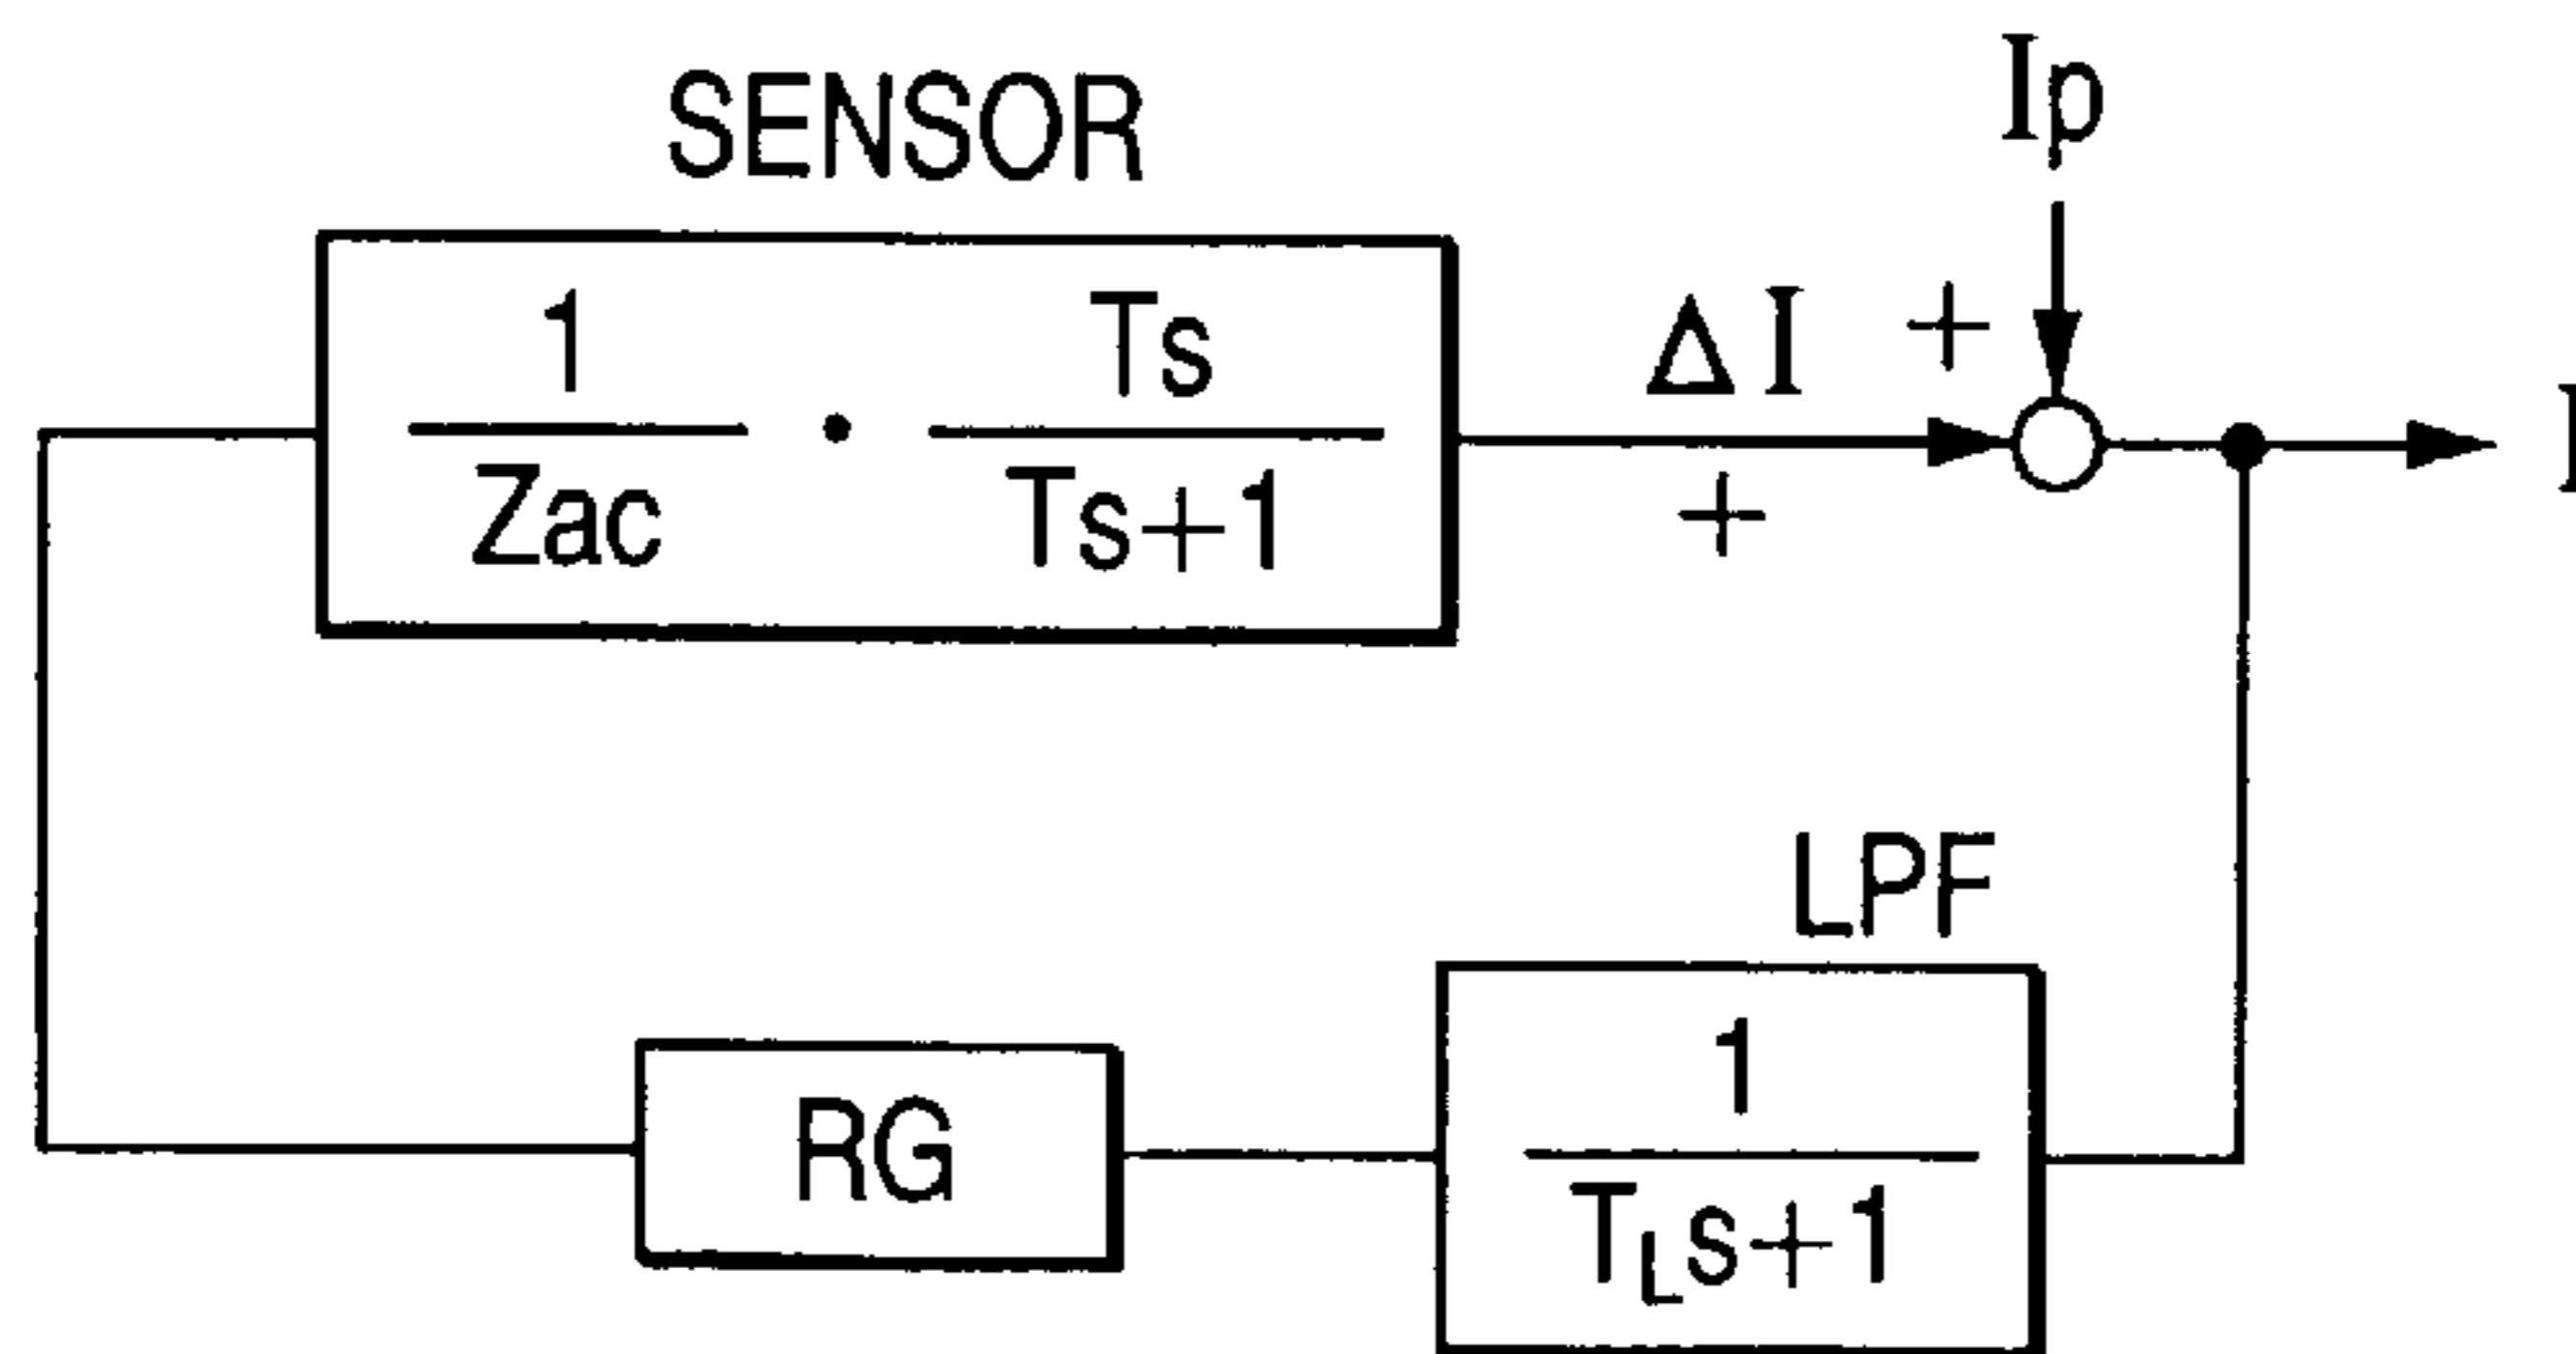 SENSOR
Ip
1
Zac
·
Ts
Ts+1
ΔI
+
+
I
LPF
RG
1
TLs+1